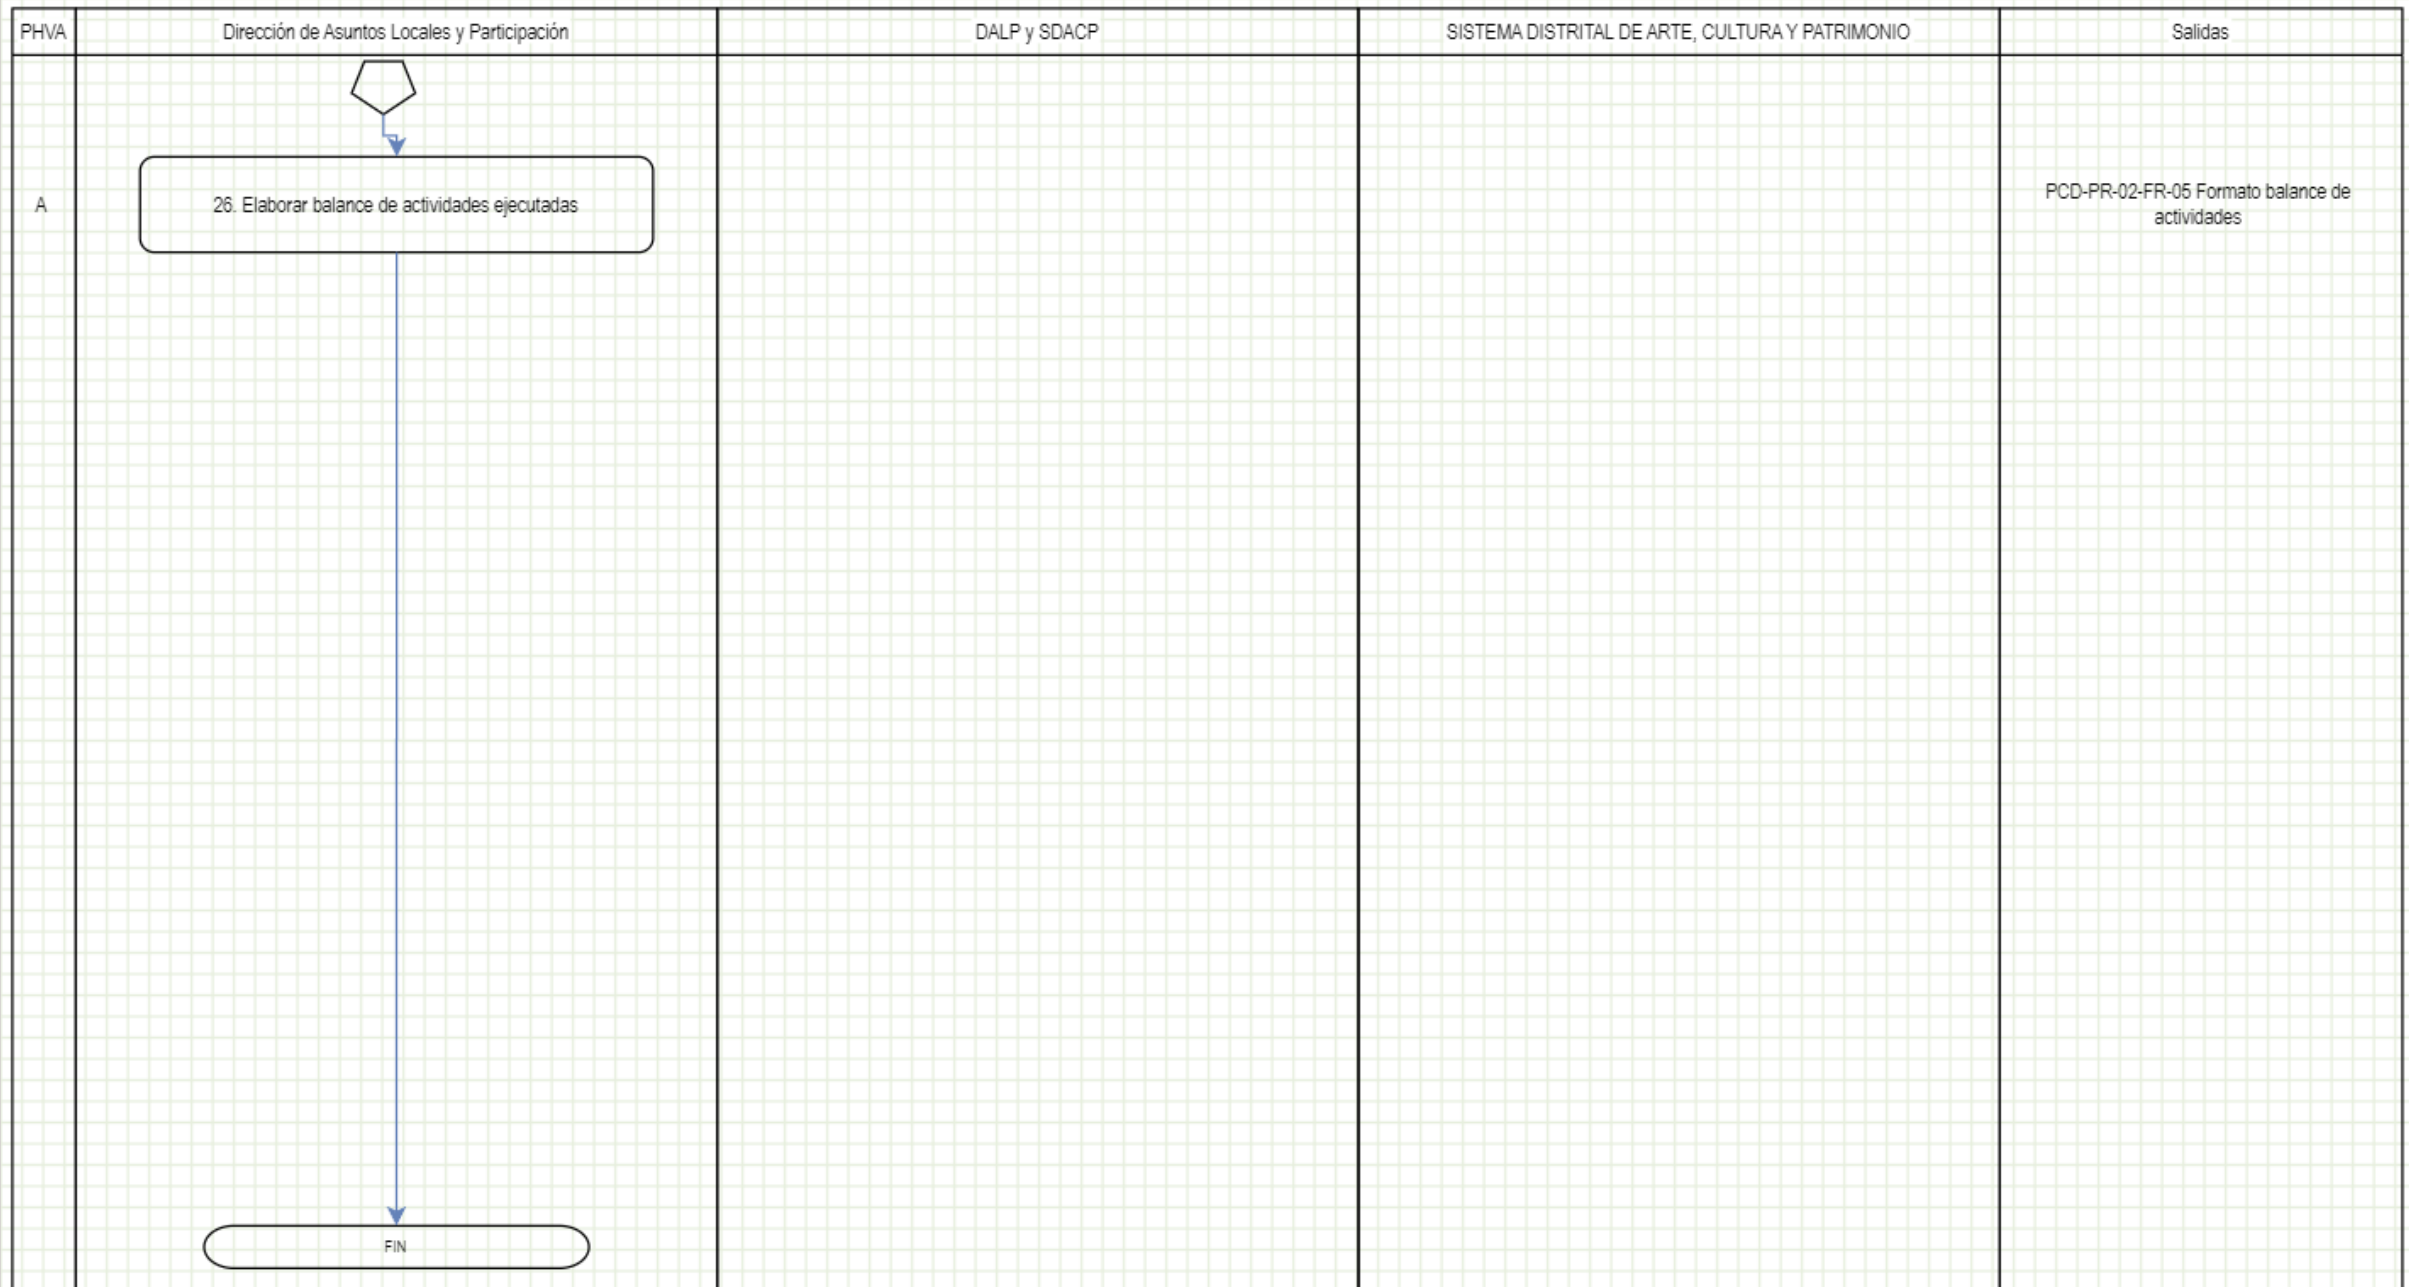 PHVA
Dirección de Asuntos Locales y Participación
DALP y SDACP
SISTEMA DISTRITAL DE ARTE, CULTURA Y PATRIMONIO
Salidas
A
26. Elaborar balance de actividades ejecutadas
PCD-PR-02-FR-05 Formato balance de
actividades
FIN